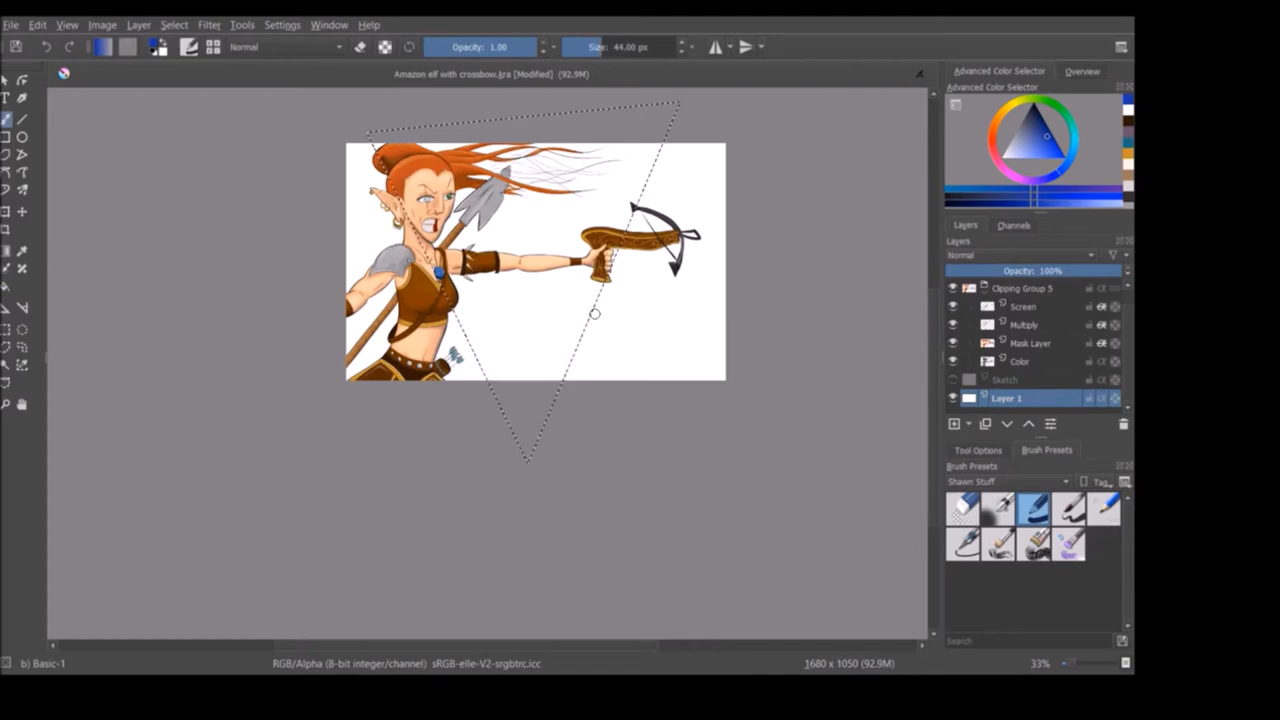 File Edit View Image Layer Select Filter Tools Settings Window Help
Normal Opacity: 1.00 Size: 44.00 px
Amazon elf with crossbow.kra [Modified] (92.9M)
Advanced Color Selector Overview
Advanced Color Selector
Layers Channels
Layers
Normal
Opacity: 100%
Clipping Group 5
Screen
Multiply
Mask Layer
Color
Sketch
Layer 1
Tool Options Brush Presets
Brush Presets
Shawn Stuff Tag
Search
b) Basic-1 RGB/Alpha (8-bit integer/channel) sRGB-elle-V2-srgbtrc.icc 1680 x 1050 (92.9M) 33%